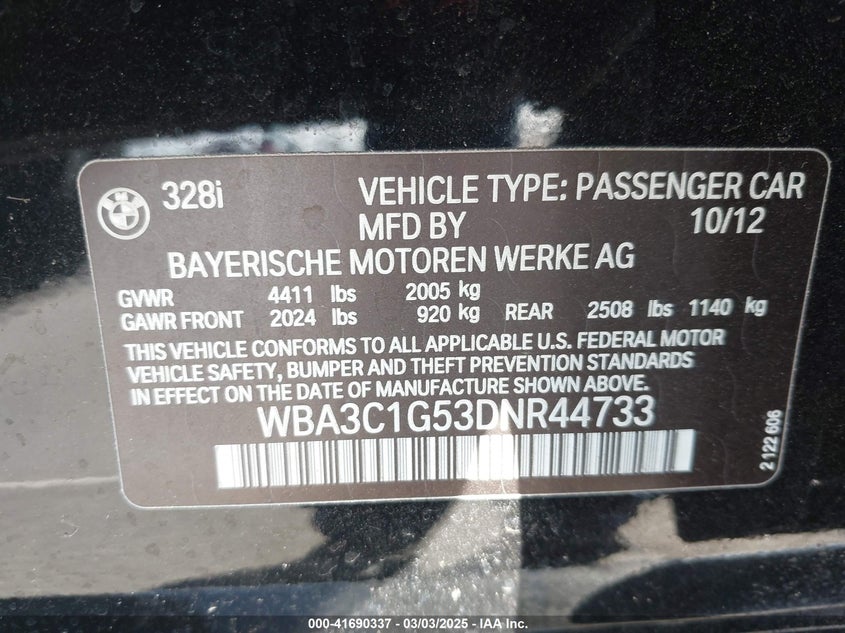 328i VEHICLE TYPE: PASSENGER CAR
MFD BY 10/12
BAYERISCHE MOTOREN WERKE AG
GVWR 4411 lbs 2005 kg
GAWR FRONT 2024 lbs 920 kg REAR 2508 lbs 1140 kg
THIS VEHICLE CONFORMS TO ALL APPLICABLE U.S. FEDERAL MOTOR
VEHICLE SAFETY, BUMPER AND THEFT PREVENTION STANDARDS
IN EFFECT ON THE DATE OF MANUFACTURE SHOWN ABOVE.
WBA3C1G53DNR44733
2 122 606
000-41690337 - 03/03/2025 - IAA Inc.